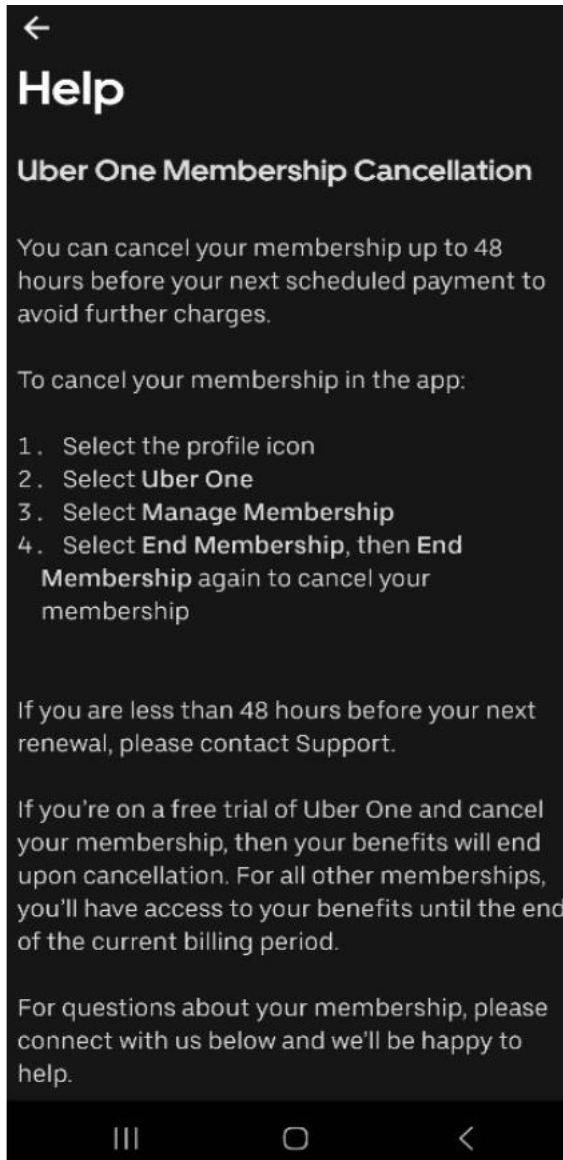 Help
Uber One Membership Cancellation
You can cancel your membership up to 48
hours before your next scheduled payment to
avoid further charges.
To cancel your membership in the app:
1. Select the profile icon
2. Select Uber One
3. Select Manage Membership
4. Select End Membership, then End
Membership again to cancel your
membership
If you are less than 48 hours before your next
renewal, please contact Support.
If you're on a free trial of Uber One and cancel
your membership, then your benefits will end
upon cancellation. For all other memberships,
you'll have access to your benefits until the end
of the current billing period.
For questions about your membership, please
connect with us below and we'll be happy to
help.